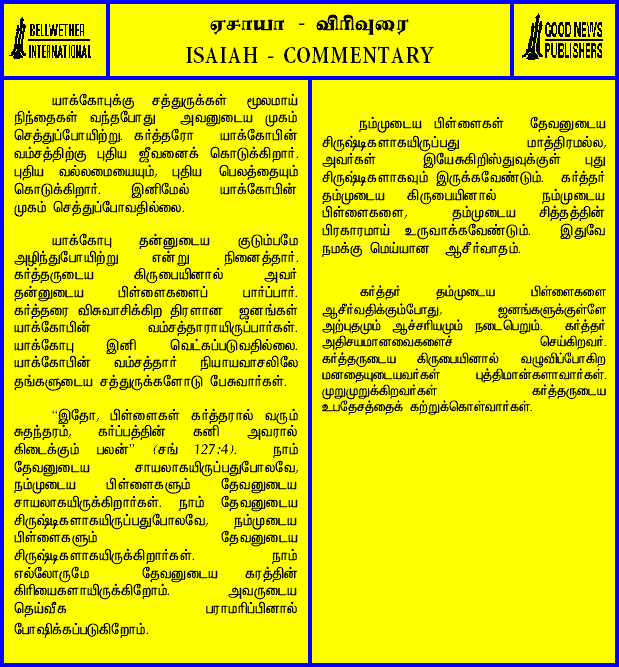 BELLWETHER
INTERNATIONAL
ஏசாயா - விரிவுரை
ISAIAH - COMMENTARY
GOOD NEWS
PUBLISHERS
யாக்கோபுக்கு சத்துருக்கள் மூலமாய்
நிந்தைகள் வந்தபோது அவனுடைய முகம்
செத்துப்போயிற்று. கர்த்தரோ யாக்கோபின்
வம்சத்திற்கு புதிய ஜீவனைக் கொடுக்கிறார்.
புதிய வல்லமையையும், புதிய பெலத்தையும்
கொடுக்கிறார். இனிமேல் யாக்கோபின்
முகம் செத்துப்போவதில்லை.
யாக்கோபு தன்னுடைய குடும்பமே
அழிந்துபோயிற்று என்று நினைத்தார்.
கர்த்தருடைய கிருபையினால் அவர்
தன்னுடைய பிள்ளைகளைப் பார்ப்பார்.
கர்த்தரை விசுவாசிக்கிற திரளான ஜனங்கள்
யாக்கோபின் வம்சத்தாராயிருப்பார்கள்.
யாக்கோபு இனி வெட்கப்படுவதில்லை.
யாக்கோபின் வம்சத்தார் நியாயவாசலிலே
தங்களுடைய சத்துருக்களோடு பேசுவார்கள்.
“இதோ, பிள்ளைகள் கர்த்தரால் வரும்
சுதந்தரம், கர்ப்பத்தின் கனி அவரால்
கிடைக்கும் பலன்” (சங் 127:4). நாம்
தேவனுடைய சாயலாகயிருப்பதுபோலவே,
நம்முடைய பிள்ளைகளும் தேவனுடைய
சாயலாகயிருக்கிறார்கள். நாம் தேவனுடைய
சிருஷ்டிகளாகயிருப்பதுபோலவே, நம்முடைய
பிள்ளைகளும் தேவனுடைய
சிருஷ்டிகளாகயிருக்கிறார்கள். நாம்
எல்லோருமே தேவனுடைய கரத்தின்
கிரியைகளாயிருக்கிறோம். அவருடைய
தெய்வீக பராமரிப்பினால்
போஷிக்கப்படுகிறோம்.
நம்முடைய பிள்ளைகள் தேவனுடைய
சிருஷ்டிகளாகயிருப்பது மாத்திரமல்ல,
அவர்கள் இயேசுகிறிஸ்துவுக்குள் புது
சிருஷ்டிகளாகவும் இருக்கவேண்டும். கர்த்தர்
தம்முடைய கிருபையினால் நம்முடைய
பிள்ளைகளை, தம்முடைய சித்தத்தின்
பிரகாரமாய் உருவாக்கவேண்டும். இதுவே
நமக்கு மெய்யான ஆசீர்வாதம்.
கர்த்தர் தம்முடைய பிள்ளைகளை
ஆசீர்வதிக்கும்போது, ஜனங்களுக்குள்ளே
அற்புதமும் ஆச்சரியமும் நடைபெறும். கர்த்தர்
அதிசயமானவைகளைச் செய்கிறவர்.
கர்த்தருடைய கிருபையினால் வழுவிப்போகிற
மனதையுடையவர்கள் புத்திமான்களாவார்கள்.
முறுமுறுக்கிறவர்கள் கர்த்தருடைய
உபதேசத்தைக் கற்றுக்கொள்வார்கள்.